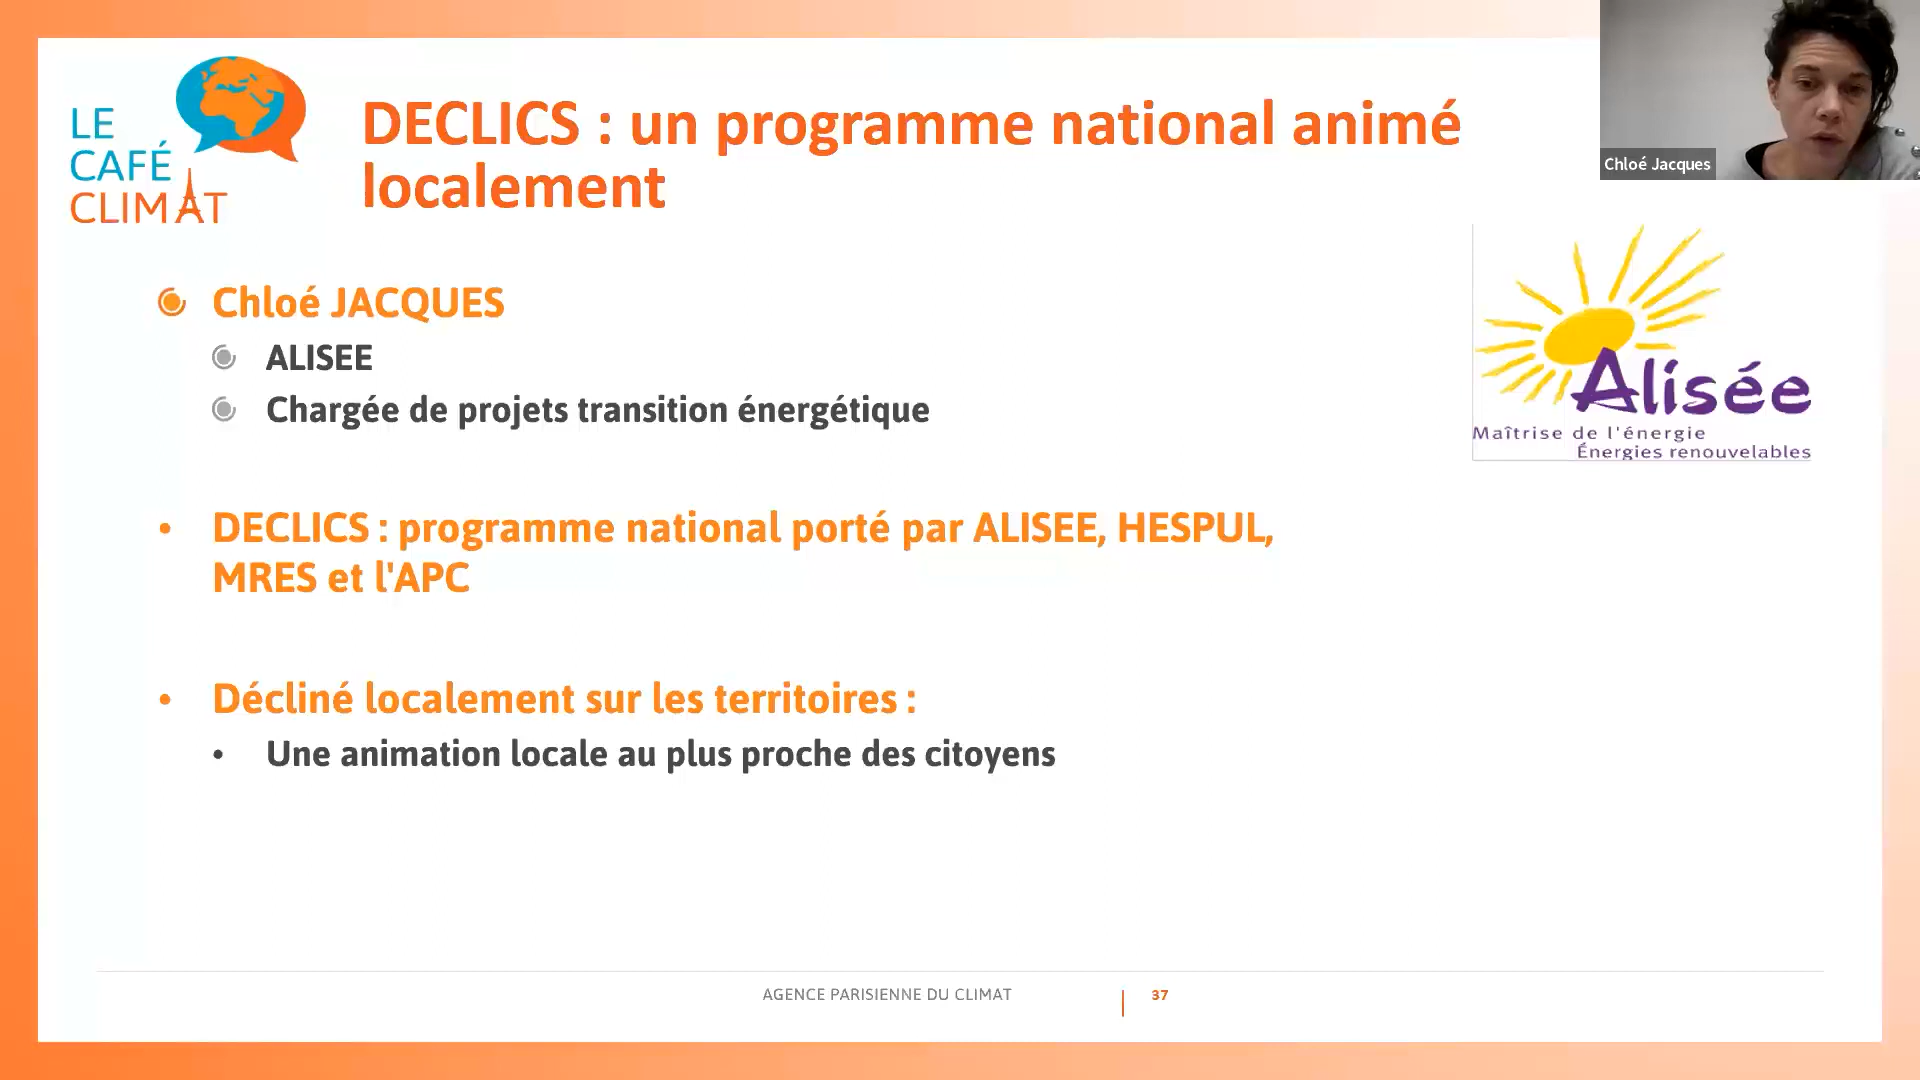 LE
CAFÉ
CLIMAT
DECLICS : un programme national animé
localement
Chloé Jacques
Chloé JACQUES
ALISEE
Chargée de projets transition énergétique
Alisée
Maîtrise de l'énergie
Énergies renouvelables
DECLICS : programme national porté par ALISEE, HESPUL,
MRES et l'APC
Décliné localement sur les territoires :
Une animation locale au plus proche des citoyens
AGENCE PARISIENNE DU CLIMAT
37